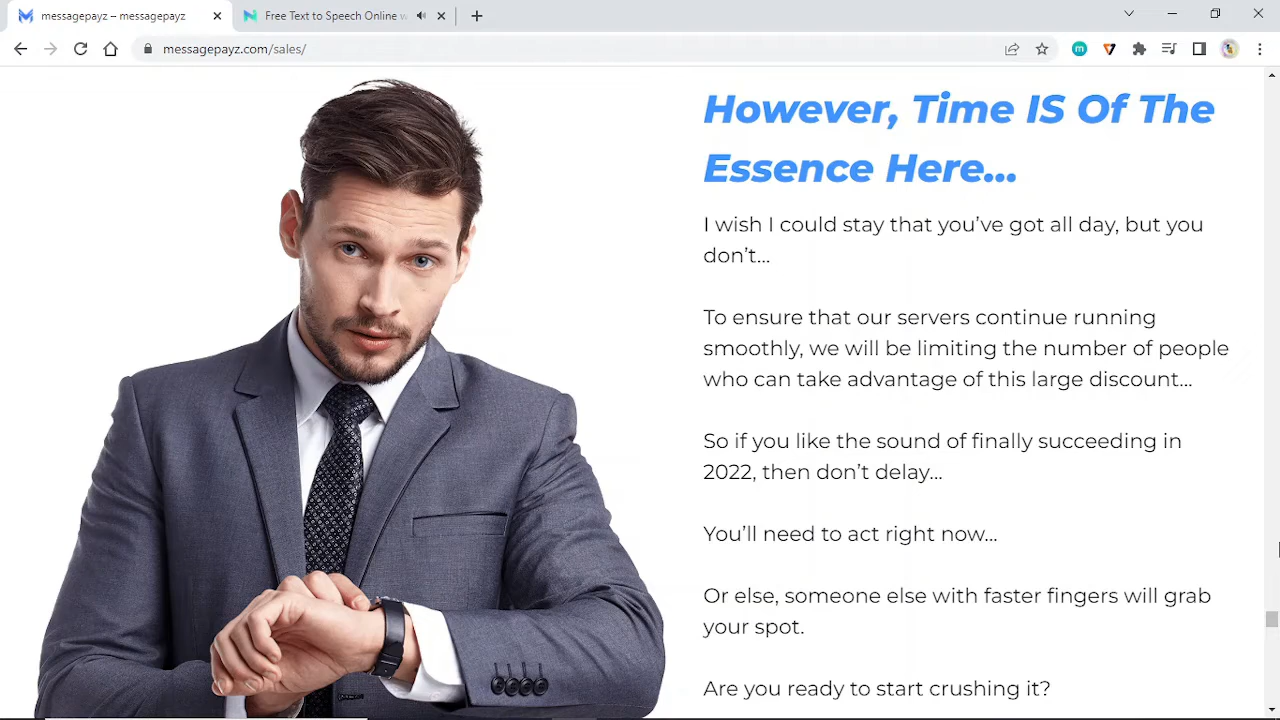 messagepayz – messagepayz
Free Text to Speech Online
messagepayz.com/sales/
However, Time IS Of The
Essence Here...
I wish I could stay that you’ve got all day, but you
don’t...
To ensure that our servers continue running
smoothly, we will be limiting the number of people
who can take advantage of this large discount...
So if you like the sound of finally succeeding in
2022, then don’t delay...
You’ll need to act right now...
Or else, someone else with faster fingers will grab
your spot.
Are you ready to start crushing it?